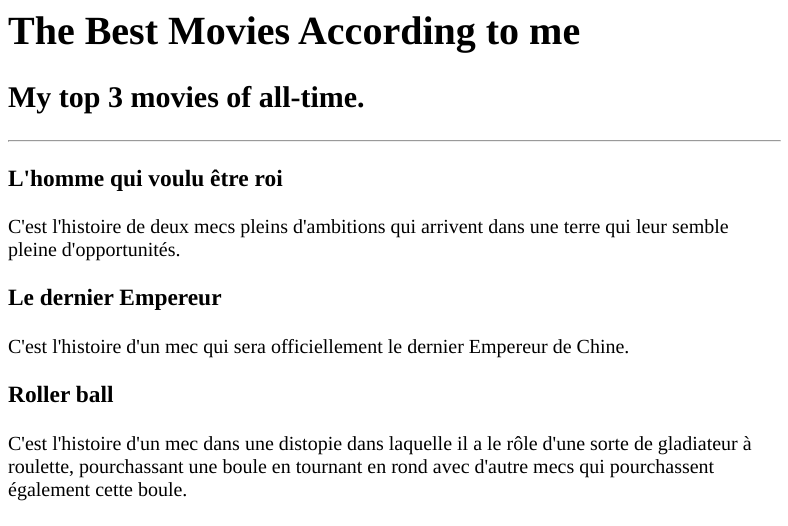 The Best Movies According to me
My top 3 movies of all-time.
L'homme qui voulu être roi
C'est l'histoire de deux mecs pleins d'ambitions qui arrivent dans une terre qui leur semble
pleine d'opportunités.
Le dernier Empereur
C'est l'histoire d'un mec qui sera officiellement le dernier Empereur de Chine.
Roller ball
C'est l'histoire d'un mec dans une distopie dans laquelle il a le rôle d'une sorte de gladiateur à
roulette, pourchassant une boule en tournant en rond avec d'autre mecs qui pourchassent
également cette boule.